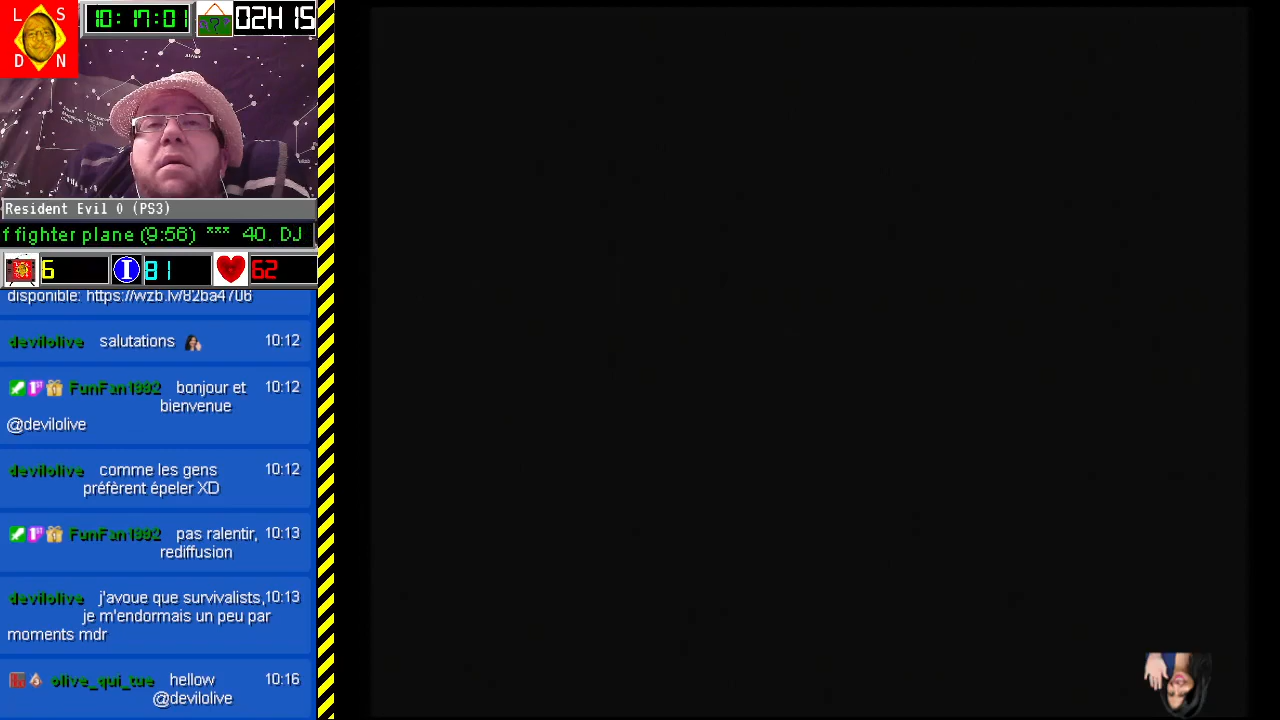 L S
D N
10:17:01
02H 15
Resident Evil 0 (PS3)
f fighter plane (9:56) *** 40. DJ
6 I 81 62
disponible: https://wzb.lv/82ba4706
devilolive salutations 10:12
FunFan1992 bonjour et 10:12
bienvenue
@devilolive
devilolive comme les gens 10:12
préfèrent épeler XD
FunFan1992 pas ralentir, 10:13
rediffusion
devilolive j'avoue que survivalists, 10:13
je m'endormais un peu par
moments mdr
olive_qui_tue hellow 10:16
@devilolive